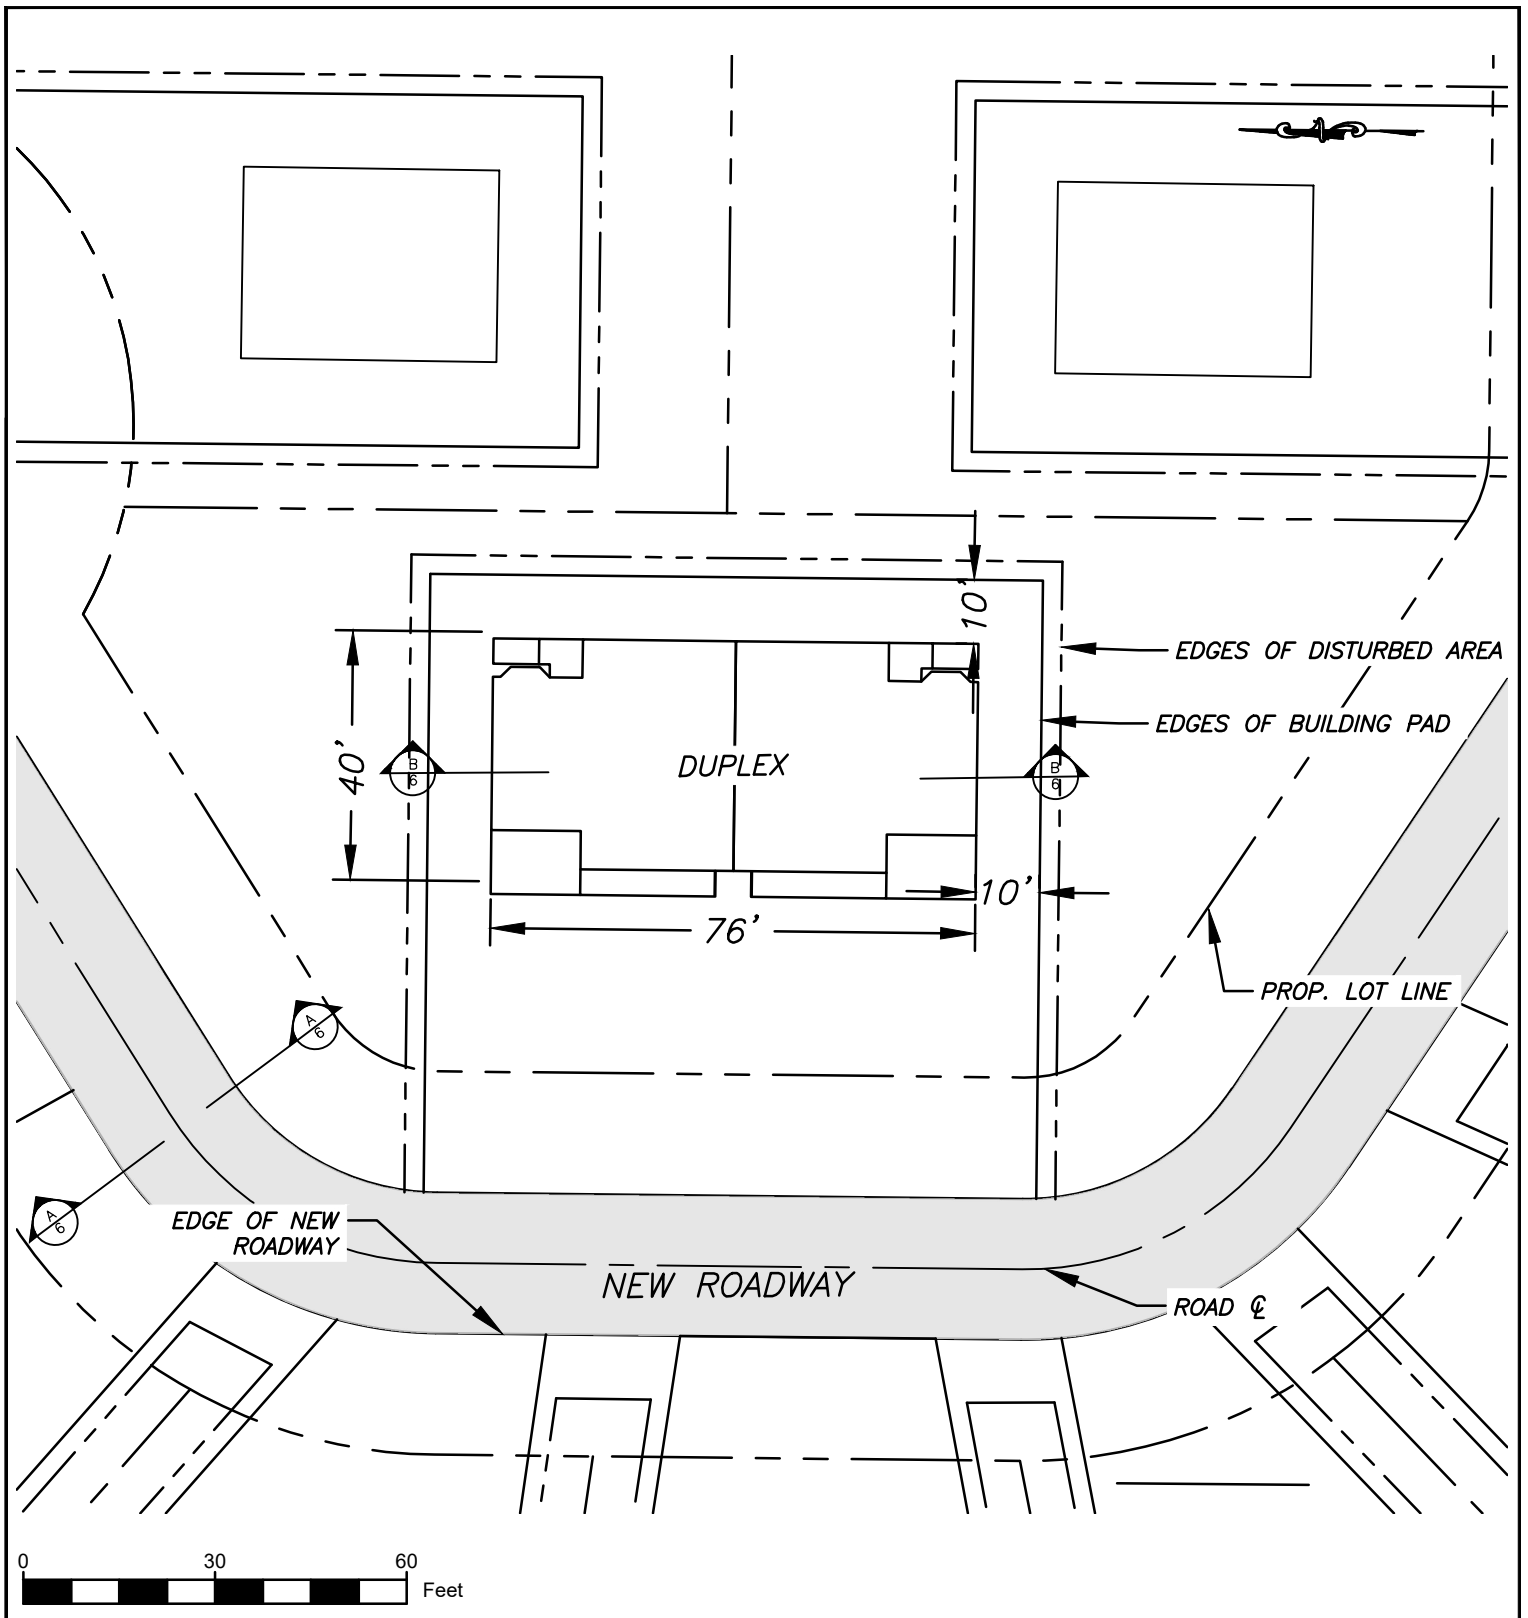 10'
EDGES OF DISTURBED AREA
EDGES OF BUILDING PAD
40'
B
6
DUPLEX
B
6
10'
76'
PROP. LOT LINE
A
6
A
6
EDGE OF NEW
ROADWAY
NEW ROADWAY
ROAD ℄
0 30 60
Feet